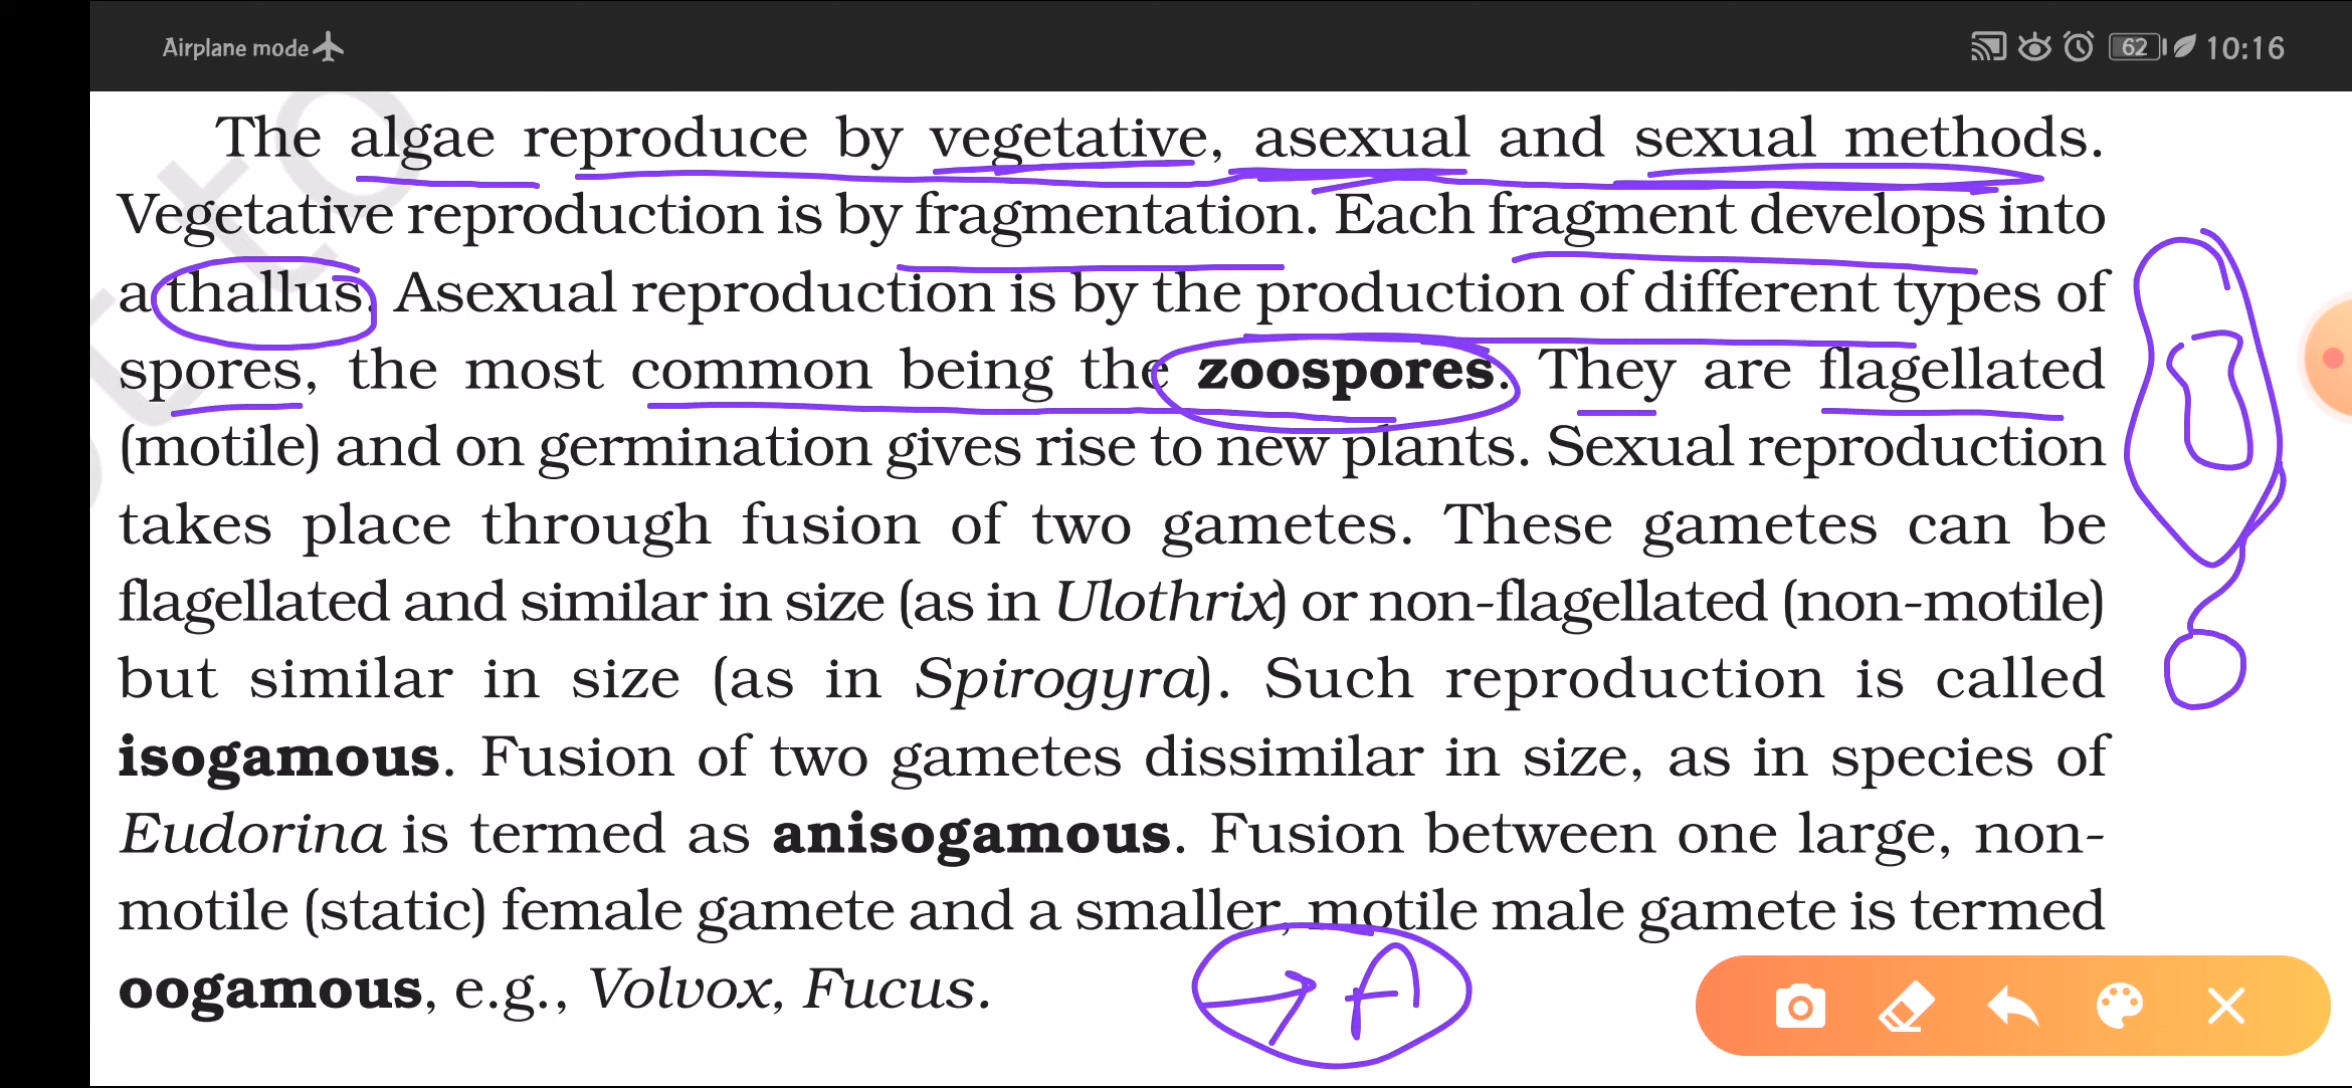 Airplane mode 62 10:16
The algae reproduce by vegetative, asexual and sexual methods.
Vegetative reproduction is by fragmentation. Each fragment develops into
a thallus. Asexual reproduction is by the production of different types of
spores, the most common being the zoospores. They are flagellated
(motile) and on germination gives rise to new plants. Sexual reproduction
takes place through fusion of two gametes. These gametes can be
flagellated and similar in size (as in Ulothrix) or non-flagellated (non-motile)
but similar in size (as in Spirogyra). Such reproduction is called
isogamous. Fusion of two gametes dissimilar in size, as in species of
Eudorina is termed as anisogamous. Fusion between one large, non-
motile (static) female gamete and a smaller, motile male gamete is termed
oogamous, e.g., Volvox, Fucus.
→ A